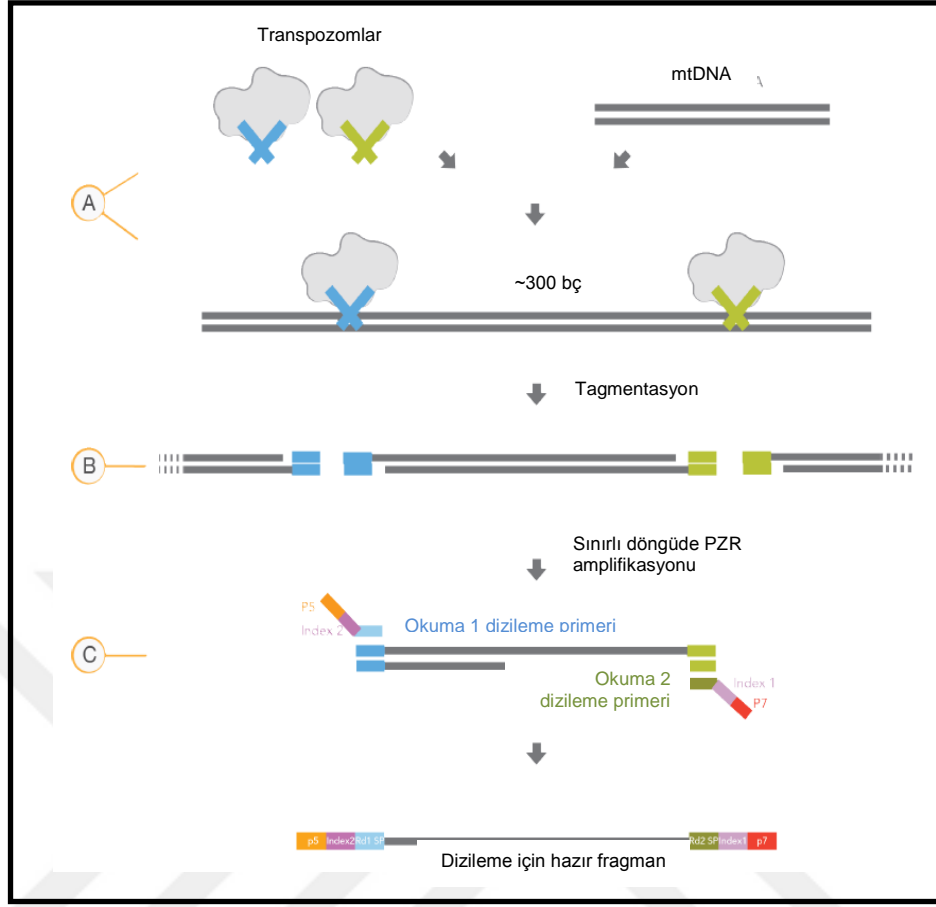 Transpozomlar
mtDNA
A
~300 bç
Tagmentasyon
B
Sınırlı döngüde PZR
amplifikasyonu
P5
Index 2
Okuma 1 dizileme primeri
C
Okuma 2
dizileme primeri
Index 1
P7
p5 Index2 Rd1 SP
Rd2 SP Index1 p7
Dizileme için hazır fragman